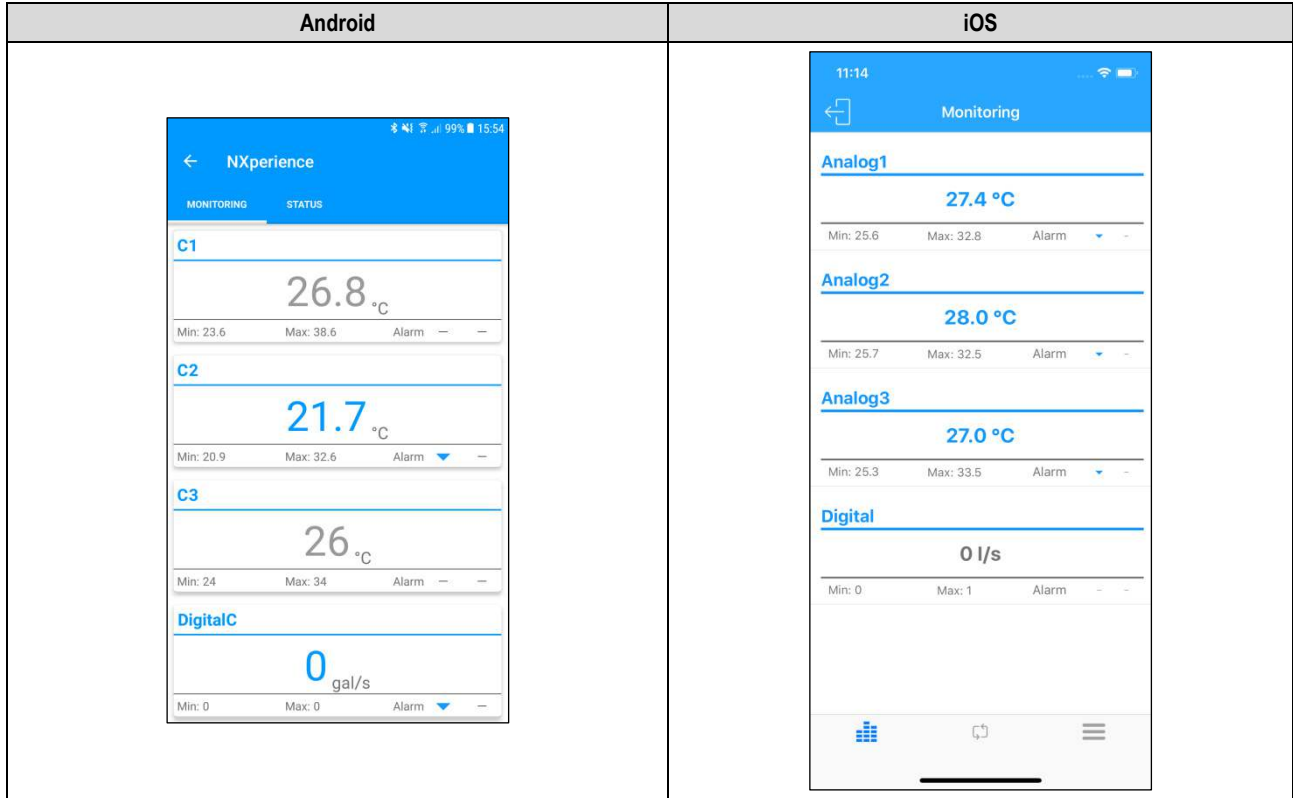 Android
iOS
99% 15:54
NXperience
MONITORING STATUS
C1
26.8 °C
Min: 23.6 Max: 38.6 Alarm — —
C2
21.7 °C
Min: 20.9 Max: 32.6 Alarm —
C3
26 °C
Min: 24 Max: 34 Alarm — —
DigitalC
0 gal/s
Min: 0 Max: 0 Alarm —
11:14
Monitoring
Analog1
27.4 °C
Min: 25.6 Max: 32.8 Alarm -
Analog2
28.0 °C
Min: 25.7 Max: 32.5 Alarm -
Analog3
27.0 °C
Min: 25.3 Max: 33.5 Alarm -
Digital
0 l/s
Min: 0 Max: 1 Alarm - -